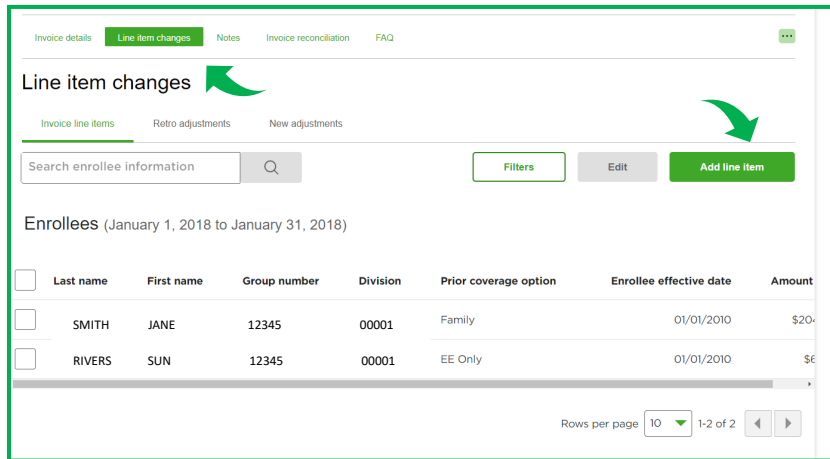 Invoice details Line item changes Notes Invoice reconciliation FAQ
Line item changes
Invoice line items Retro adjustments New adjustments
Search enrollee information Filters Edit Add line item
Enrollees (January 1, 2018 to January 31, 2018)
Last name First name Group number Division Prior coverage option Enrollee effective date Amount
SMITH JANE 12345 00001 Family 01/01/2010
RIVERS SUN 12345 00001 EE Only 01/01/2010
Rows per page 10 1-2 of 2